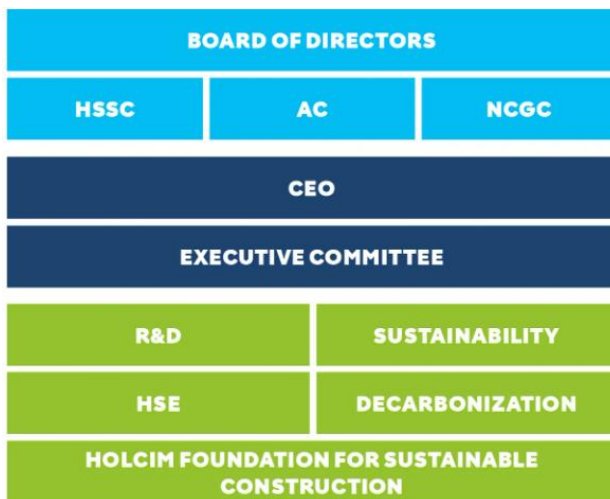 BOARD OF DIRECTORS
HSSC AC NCGC
CEO
EXECUTIVE COMMITTEE
R&D SUSTAINABILITY
HSE DECARBONIZATION
HOLCIM FOUNDATION FOR SUSTAINABLE
CONSTRUCTION